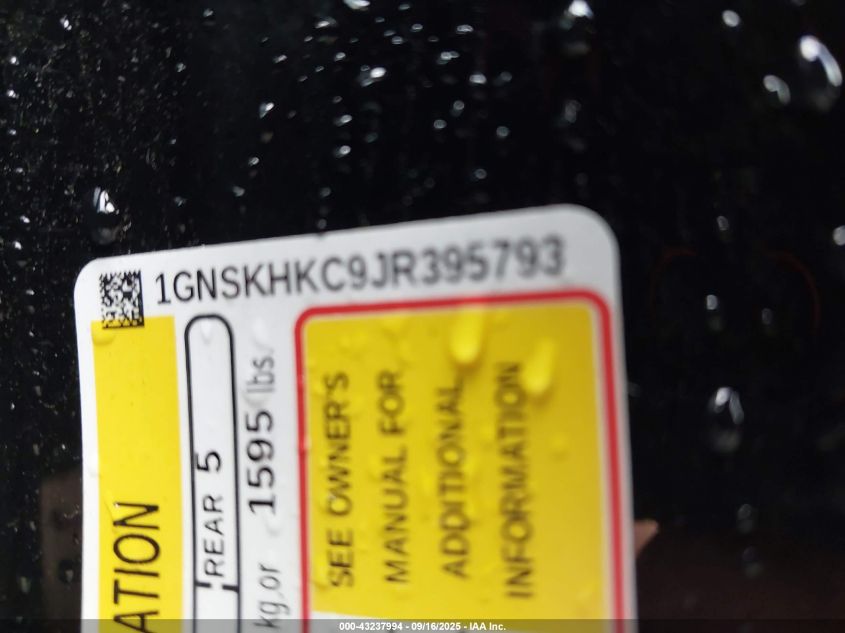 1GNSKHKC9JR395793
ATION
REAR 5
kg or 1595 lbs.
SEE OWNER'S
MANUAL FOR
ADDITIONAL
INFORMATION
000-43237994 - 09/16/2025 - IAA Inc.